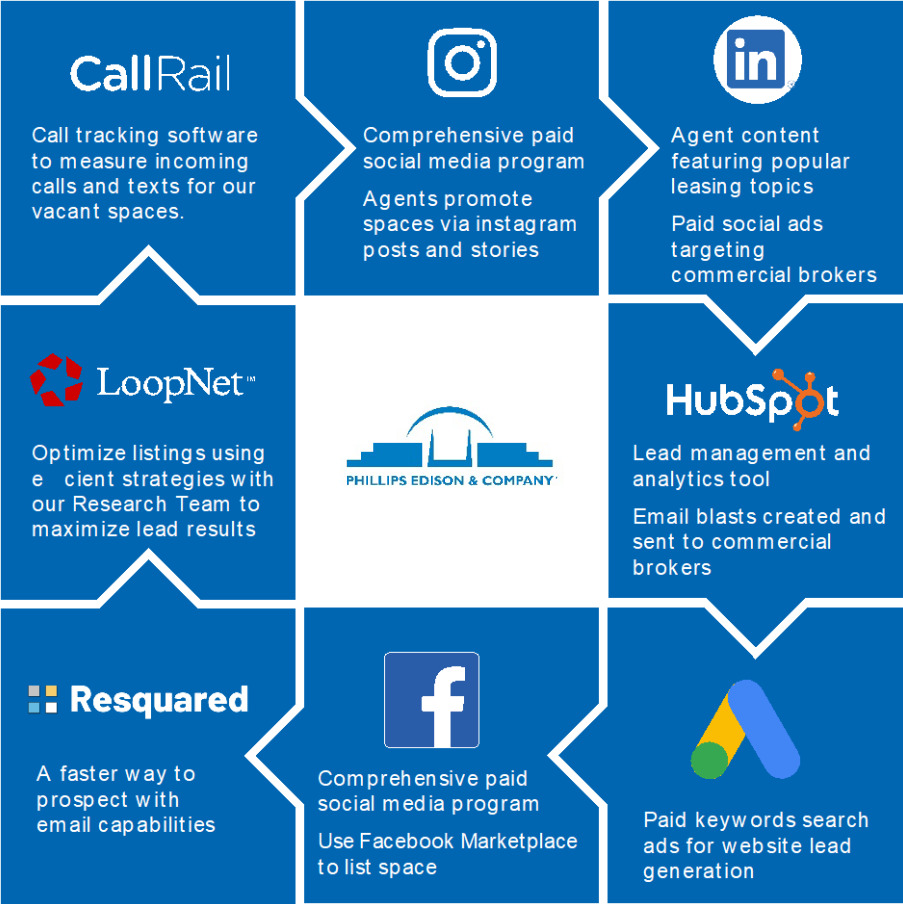 CallRail
Call tracking software
to measure incoming
calls and texts for our
vacant spaces.
Comprehensive paid
social media program
Agents promote
spaces via instagram
posts and stories
in
Agent content
featuring popular
leasing topics
Paid social ads
targeting
commercial brokers
LoopNet™
Optimize listings using
e cient strategies with
our Research Team to
maximize lead results
PHILLIPS EDISON & COMPANY
HubSpot
Lead management and
analytics tool
Email blasts created and
sent to commercial
brokers
Resquared
A faster way to
prospect with
email capabilities
f
Comprehensive paid
social media program
Use Facebook Marketplace
to list space
Paid keywords search
ads for website lead
generation